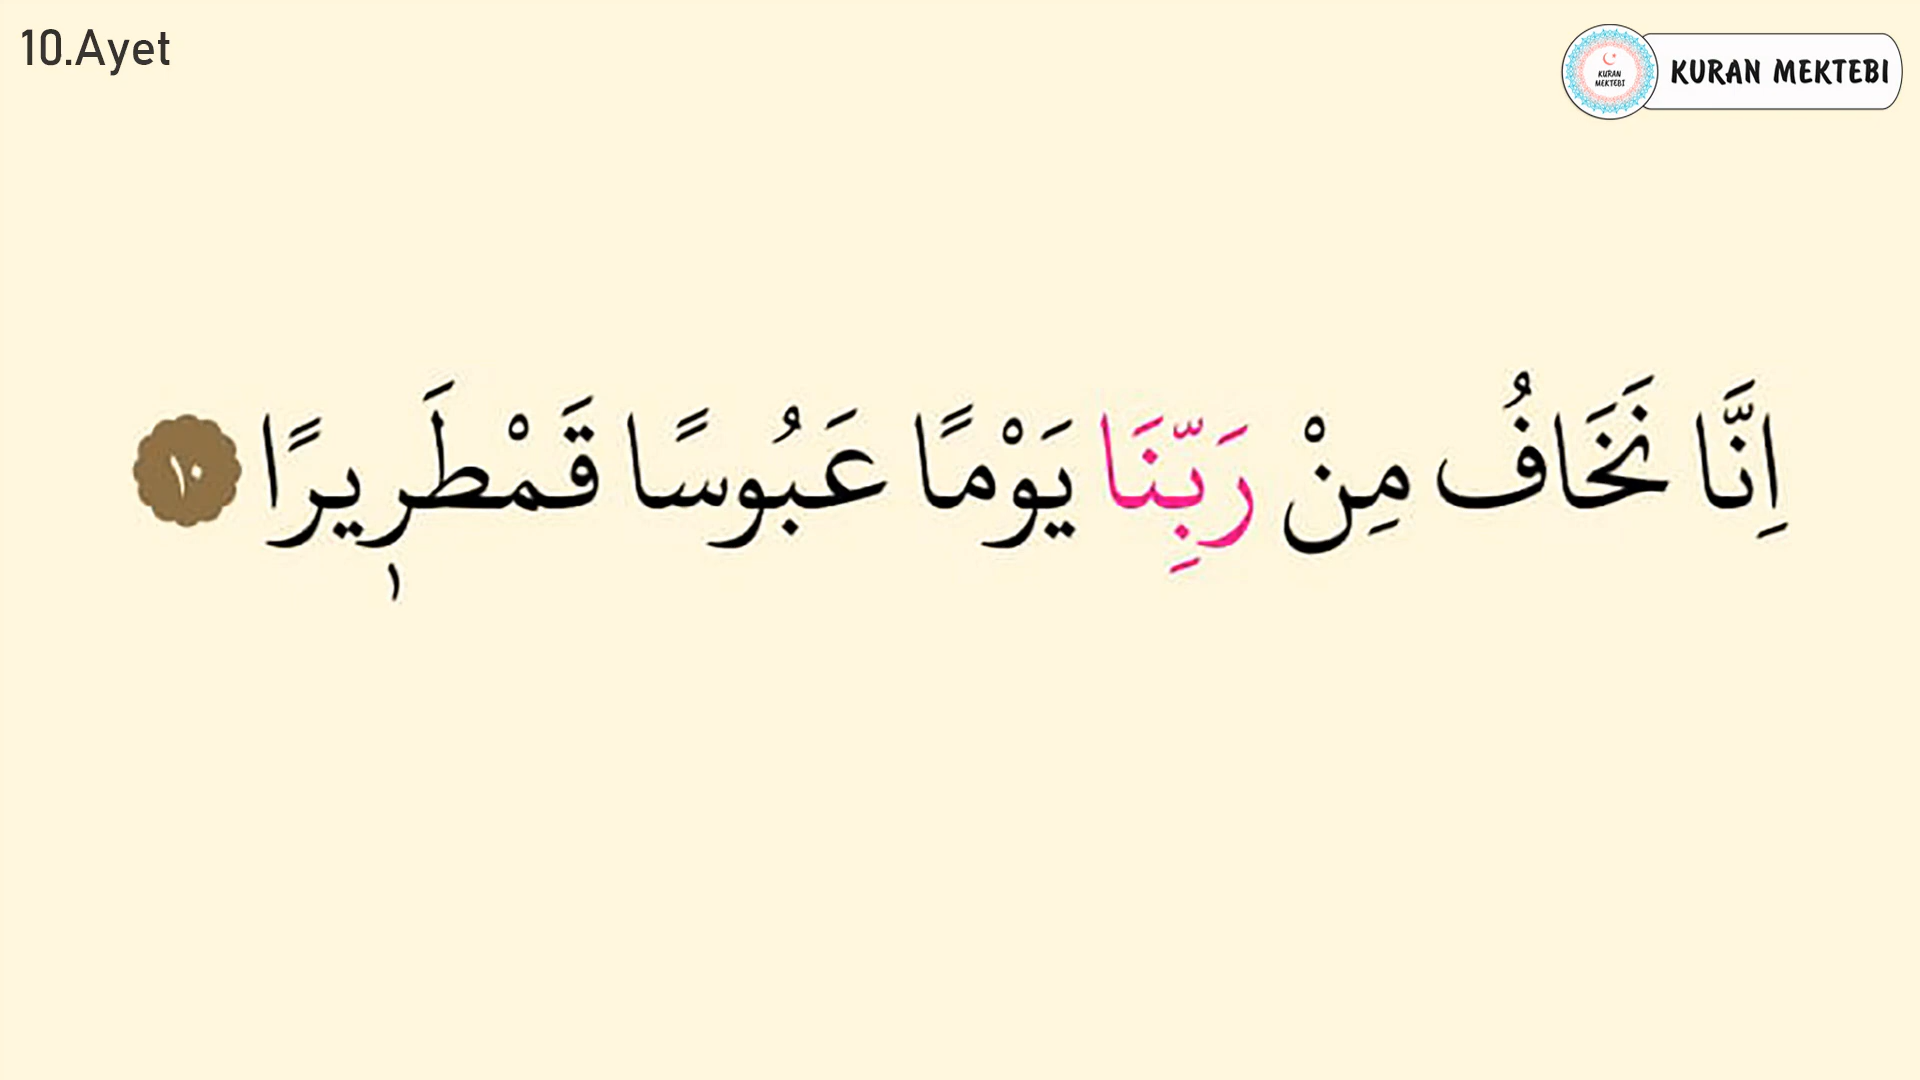 10.Ayet
KURAN MEKTEBI
KURAN MEKTEBI
اِنَّا نَخَافُ مِنْ رَبِّنَا يَوْمًا عَبُوسًا قَمْطَرٖيرًا ١٠